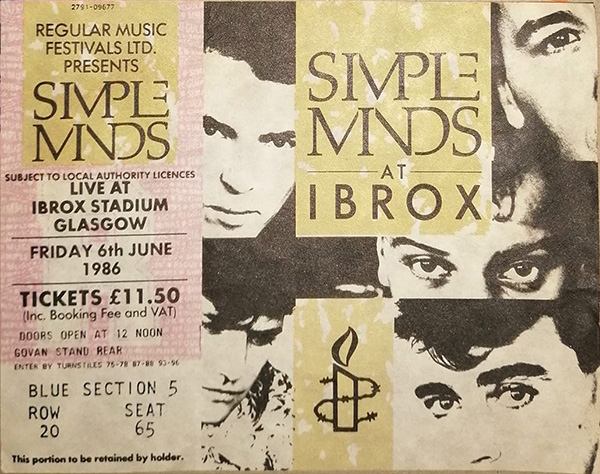 2791-09677
REGULAR MUSIC
FESTIVALS LTD.
PRESENTS
SIMPLE
MINDS
SUBJECT TO LOCAL AUTHORITY LICENCES
LIVE AT
IBROX STADIUM
GLASGOW
FRIDAY 6th JUNE
1986
TICKETS £11.50
(Inc. Booking Fee and VAT)
DOORS OPEN AT 12 NOON
GOVAN STAND REAR
ENTER BY TURNSTILES 75-78 87-88 93-96
BLUE SECTION 5
ROW SEAT
20 65
This portion to be retained by holder.
SIMPLE
MINDS
AT
IBROX